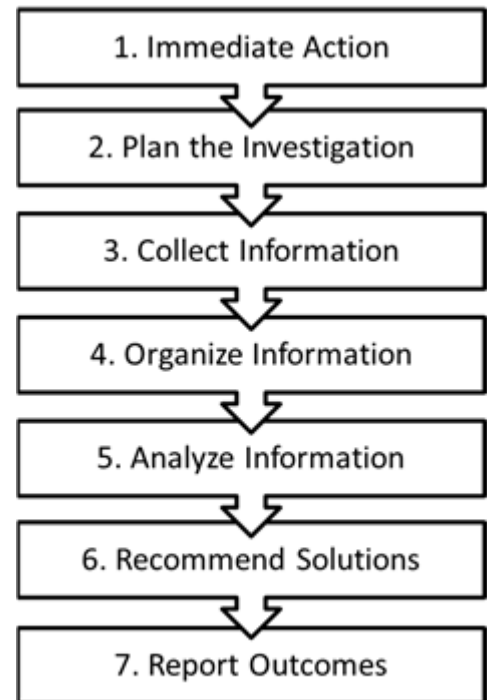 1. Immediate Action
2. Plan the Investigation
3. Collect Information
4. Organize Information
5. Analyze Information
6. Recommend Solutions
7. Report Outcomes